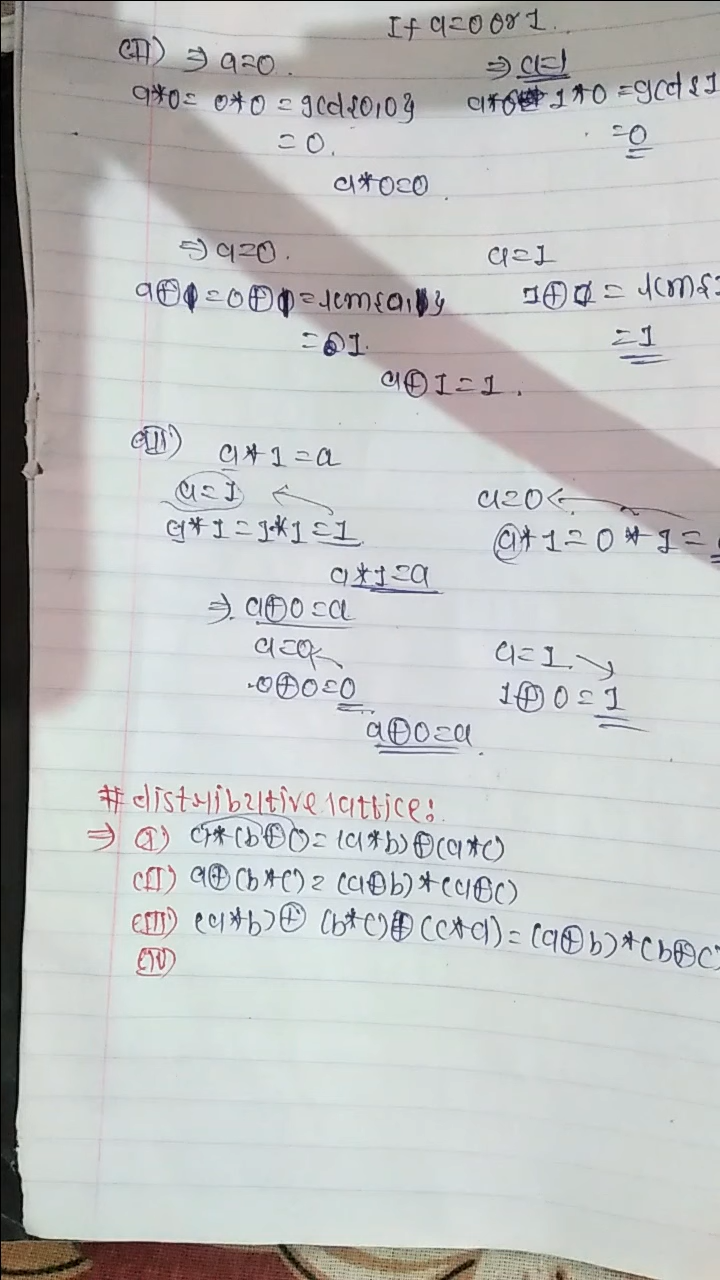 If a=0 or 1.
(II) ⇒ a=0. ⇒ a=1
a*0= 0*0 = gcd{0,0} 1*0 = gcd{1
= 0. =0
a*0=0
⇒ a=0. a=1
a⊕1=0⊕1=lcm{0,1} 1⊕1 = lcm{
=1. =1
a⊕1=1.
(III) a*1=a
a=1 a=0
a*1=1*1=1 a*1=0*1=
a*1=a
⇒ a⊕0=a
a=0 a=1
0⊕0=0 1⊕0=1
a⊕0=a.
# distributive lattice:
⇒ (I) a*(b⊕c)=(a*b)⊕(a*c)
(II) a⊕(b*c)=(a⊕b)*(a⊕c)
(III) (a*b)⊕(b*c)⊕(c*a)=(a⊕b)*(b⊕c)
(IV)